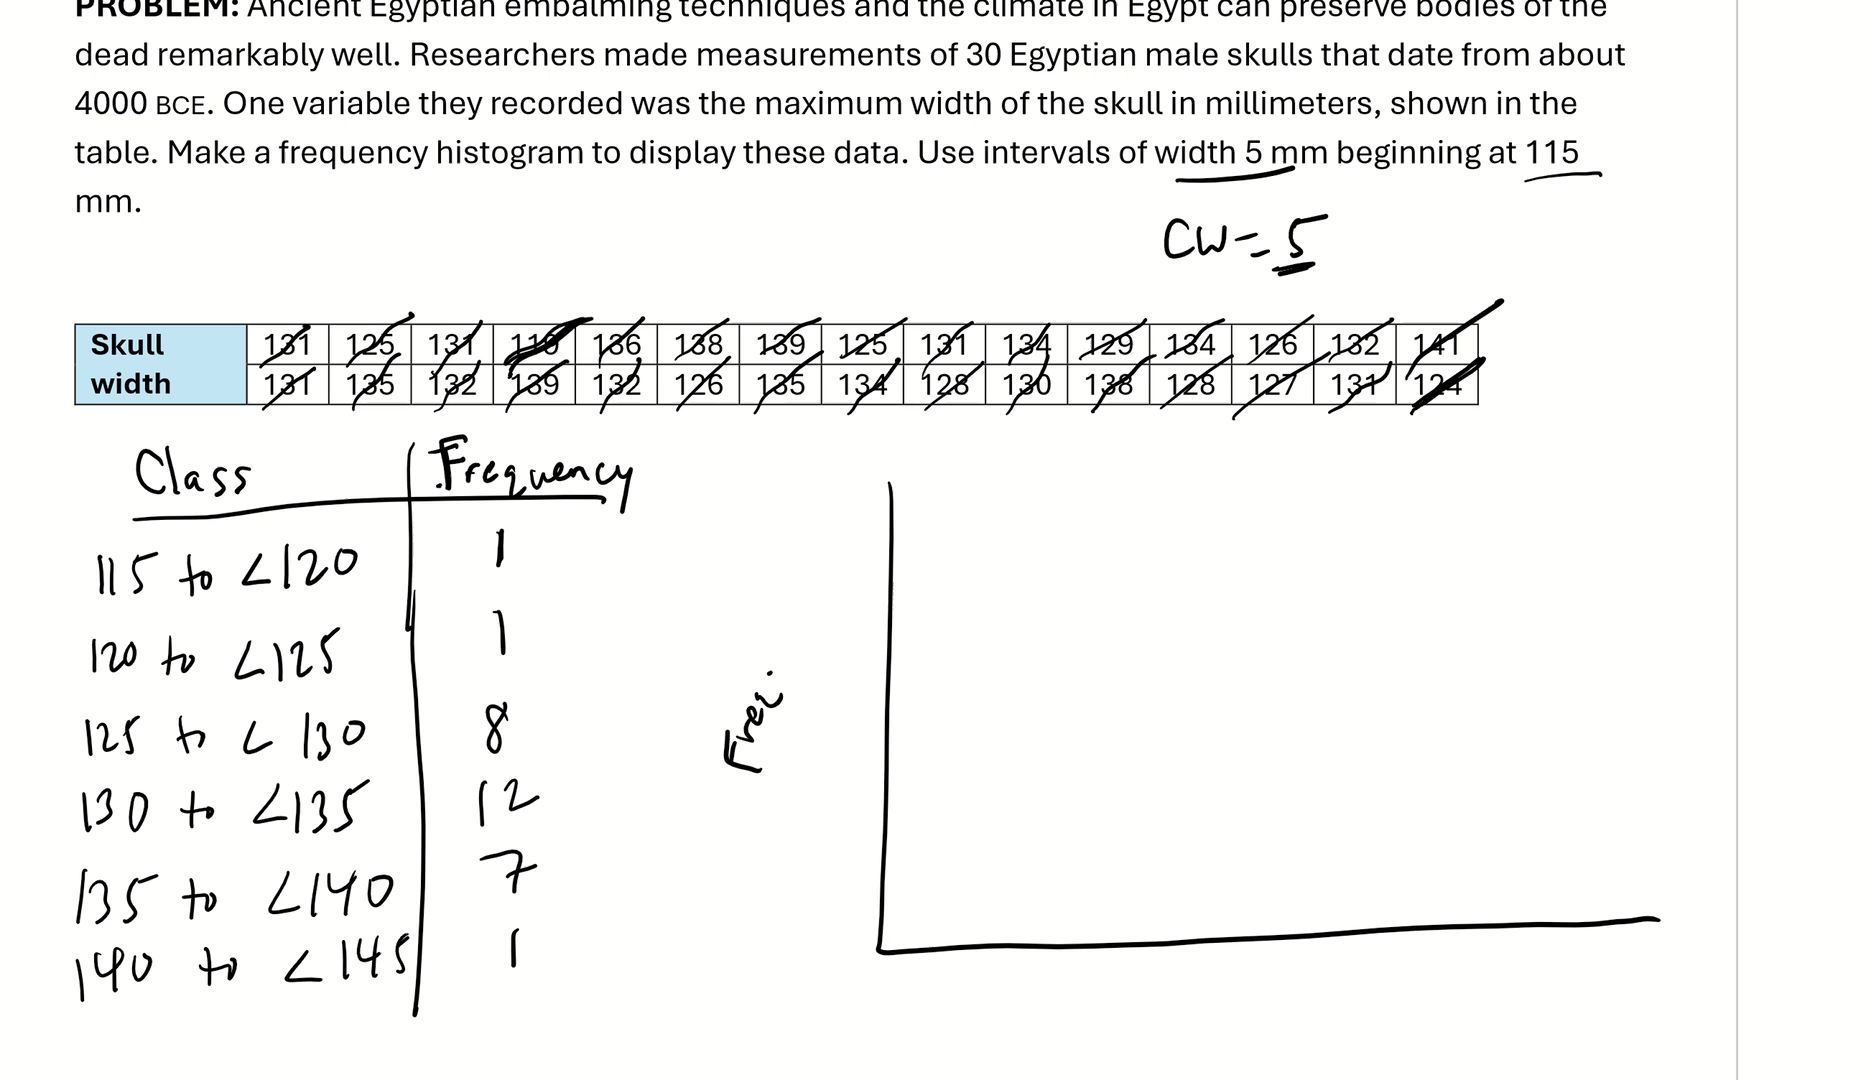 PROBLEM: Ancient Egyptian embalming techniques and the climate in Egypt can preserve bodies of the
dead remarkably well. Researchers made measurements of 30 Egyptian male skulls that date from about
4000 BCE. One variable they recorded was the maximum width of the skull in millimeters, shown in the
table. Make a frequency histogram to display these data. Use intervals of width 5 mm beginning at 115
mm.
CW = 5
Skull width
131 125 131 119 136 138 139 125 131 134 129 134 126 132 141
131 135 132 139 132 126 135 134 128 130 138 128 127 131 124
Class Frequency
115 to <120 1
120 to <125 1
125 to < 130 8
130 to <135 12
135 to <140 7
140 to <145 1
Freq.